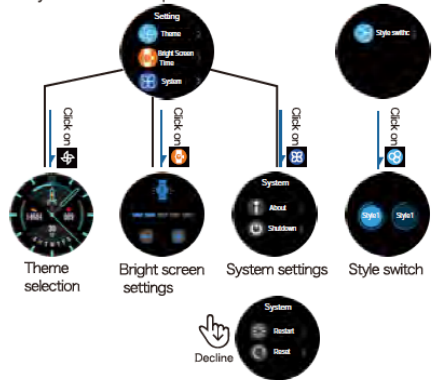 Setting
Theme
Bright Screen
Time
System
Style swithc
Click on
Click on
Click on
Click on
System
About
Shutdown
Style1
Style1
Theme
selection
Bright screen
settings
System settings
Style switch
System
Restart
Reset
Decline